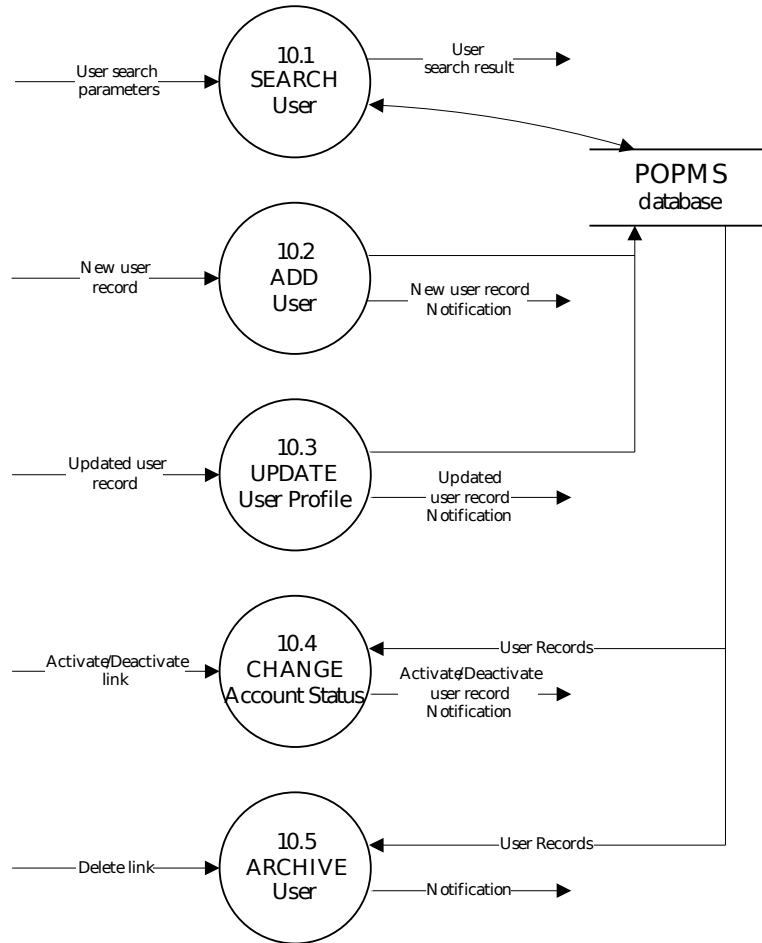 10.1
SEARCH
User
User search
parameters
User
search result
POPMS
database
10.2
ADD
User
New user
record
New user record
Notification
10.3
UPDATE
User Profile
Updated user
record
Updated
user record
Notification
10.4
CHANGE
Account Status
Activate/Deactivate
link
User Records
Activate/Deactivate
user record
Notification
10.5
ARCHIVE
User
Delete link
User Records
Notification